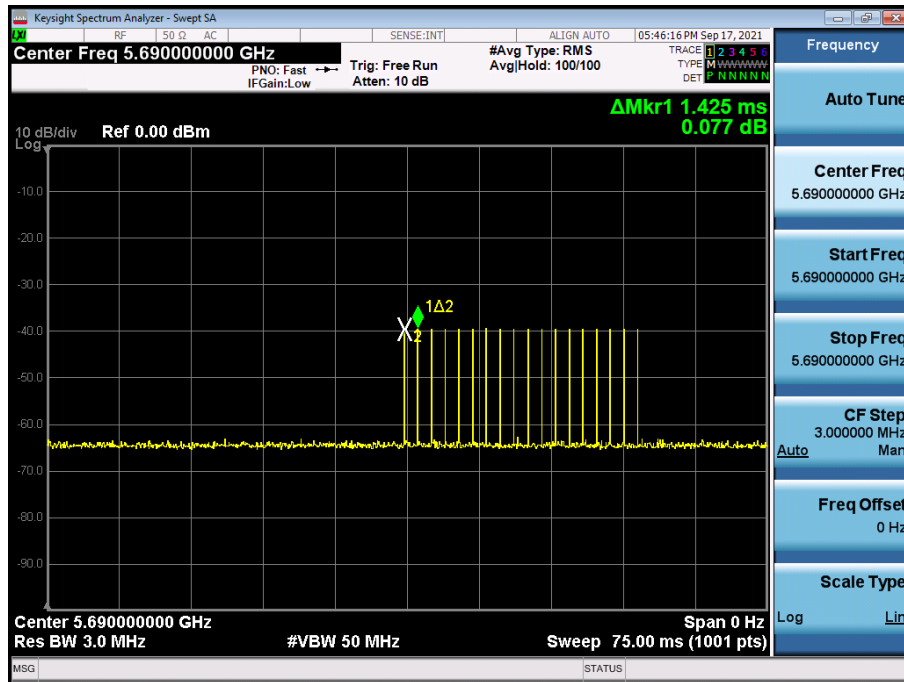 Keysight Spectrum Analyzer - Swept SA
LXI RF 50 Ω AC SENSE:INT ALIGN AUTO 05:46:16 PM Sep 17, 2021
Center Freq 5.690000000 GHz
PNO: Fast
IFGain:Low
Trig: Free Run
Atten: 10 dB
#Avg Type: RMS
Avg|Hold: 100/100
TRACE 1 2 3 4 5 6
TYPE M WWWWW
DET P N N N N N
ΔMkr1 1.425 ms
0.077 dB
10 dB/div Ref 0.00 dBm
Log
-10.0
-20.0
-30.0
1Δ2
-40.0
2
-50.0
-60.0
-70.0
-80.0
-90.0
Center 5.690000000 GHz Span 0 Hz
Res BW 3.0 MHz #VBW 50 MHz Sweep 75.00 ms (1001 pts)
MSG STATUS
Frequency
Auto Tune
Center Freq
5.690000000 GHz
Start Freq
5.690000000 GHz
Stop Freq
5.690000000 GHz
CF Step
3.000000 MHz
Auto Man
Freq Offset
0 Hz
Scale Type
Log Lin